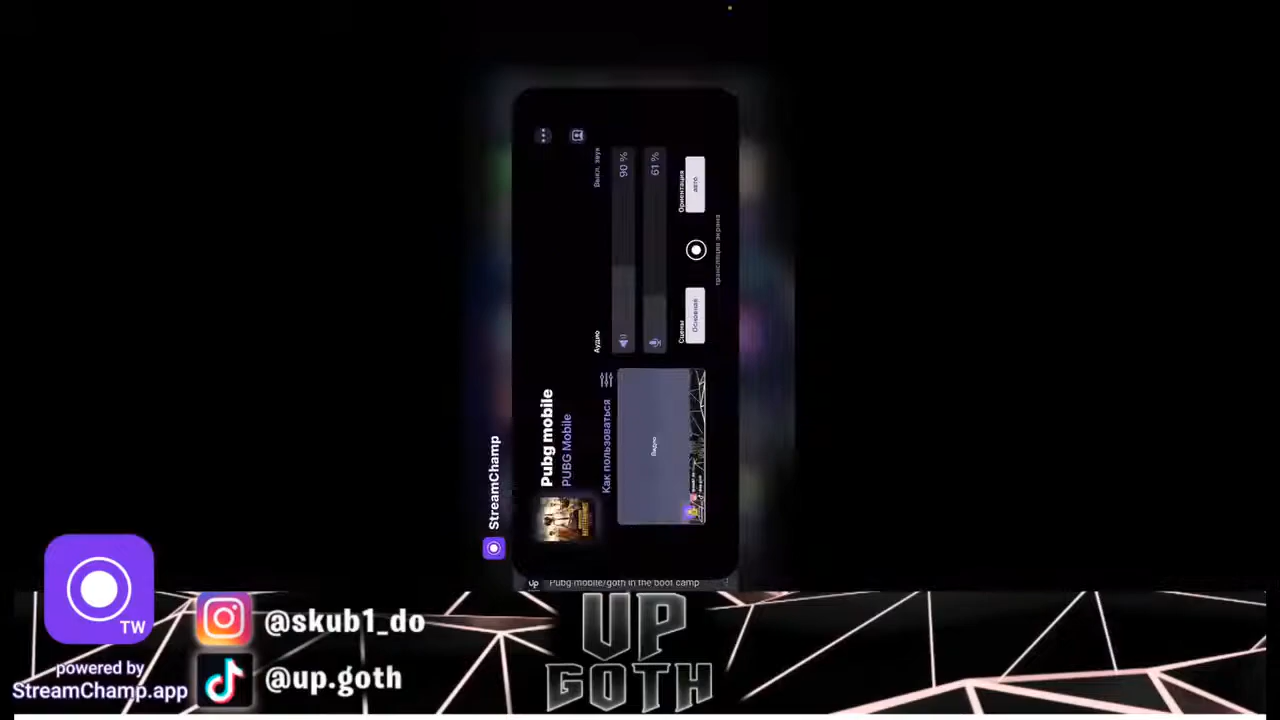 StreamChamp
Pubg mobile
PUBG Mobile
Как пользоваться
Видео
Аудио
Выкл. звук
90 %
61 %
Сцены
Основная
Ориентация
авто
трансляция экрана
Up
Pubg mobile/goth in the boot camp
TW
powered by
StreamChamp.app
@skub1_do
@up.goth
UP
GOTH